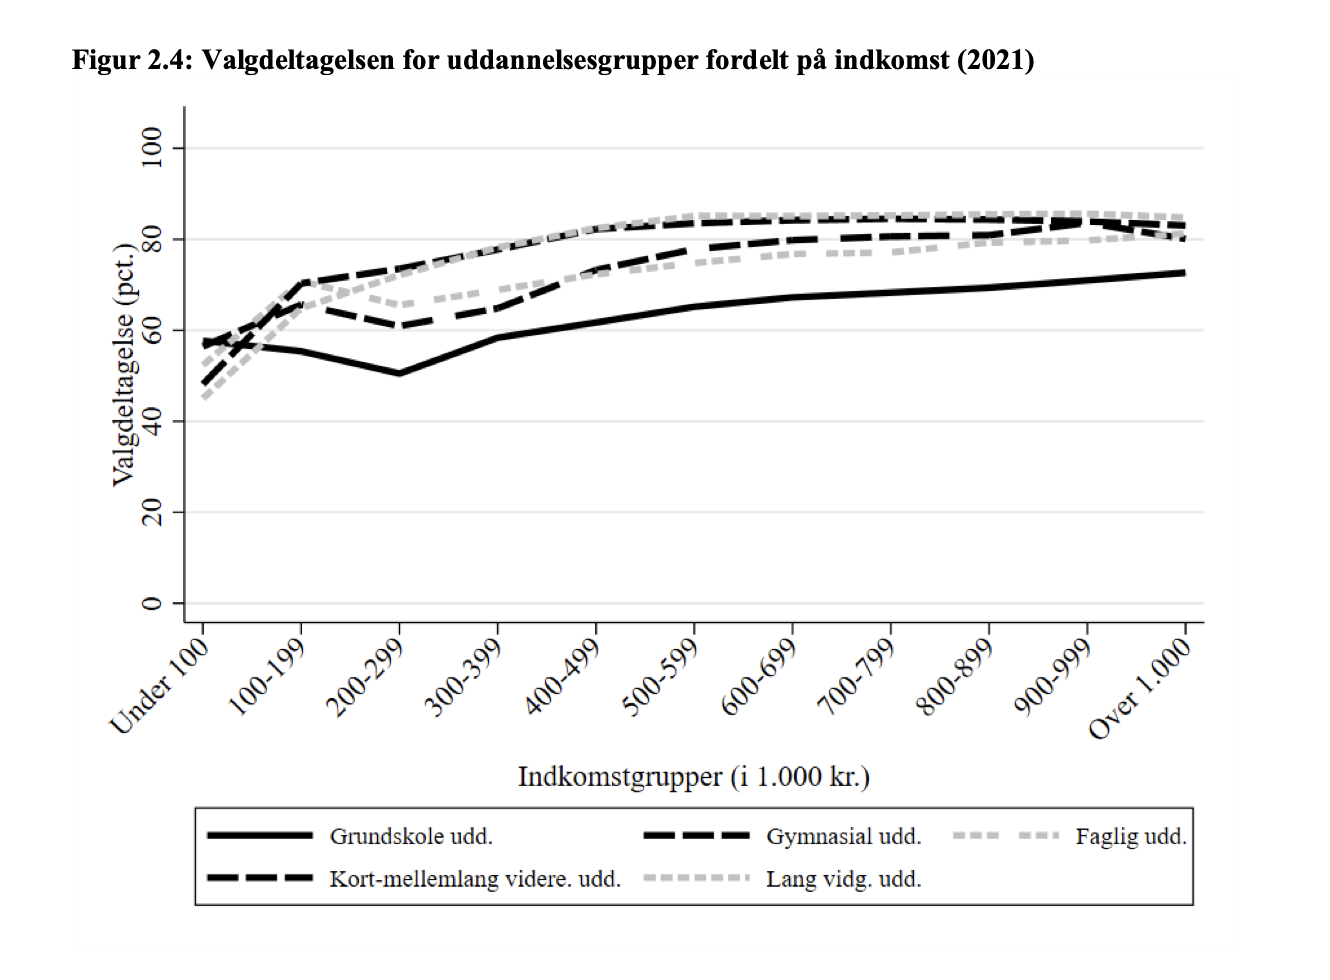 Figur 2.4: Valgdeltagelsen for uddannelsesgrupper fordelt på indkomst (2021)
Valgdeltagelse (pct.)
100
80
60
40
20
0
Under 100
100-199
200-299
300-399
400-499
500-599
600-699
700-799
800-899
900-999
Over 1.000
Indkomstgrupper (i 1.000 kr.)
Grundskole udd.
Gymnasial udd.
Faglig udd.
Kort-mellemlang videre. udd.
Lang vidg. udd.